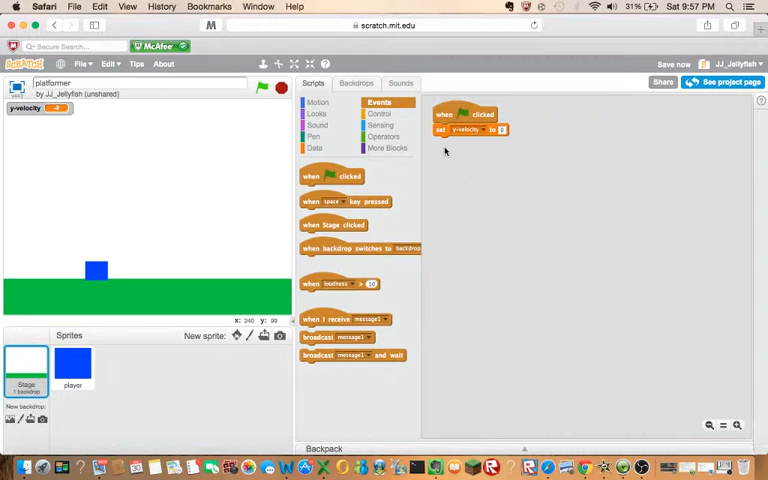 Safari File Edit View History Bookmarks Window Help 31% Sat 9:57 PM
scratch.mit.edu
Secure Search McAfee
SCRATCH File Edit Tips About Save now JJ_Jellyfish
platformer
by JJ_Jellyfish (unshared)
Scripts Backdrops Sounds
Share See project page
y-velocity
Motion Events
Looks Control
Sound Sensing
Pen Operators
Data More Blocks
when clicked
set y-velocity to 0
when clicked
when space key pressed
when Stage clicked
when backdrop switches to backdrop
when loudness > 10
when I receive message1
broadcast message1
broadcast message1 and wait
x: 240 y: 99
Sprites New sprite:
Stage
1 backdrop
player
New backdrop:
Backpack